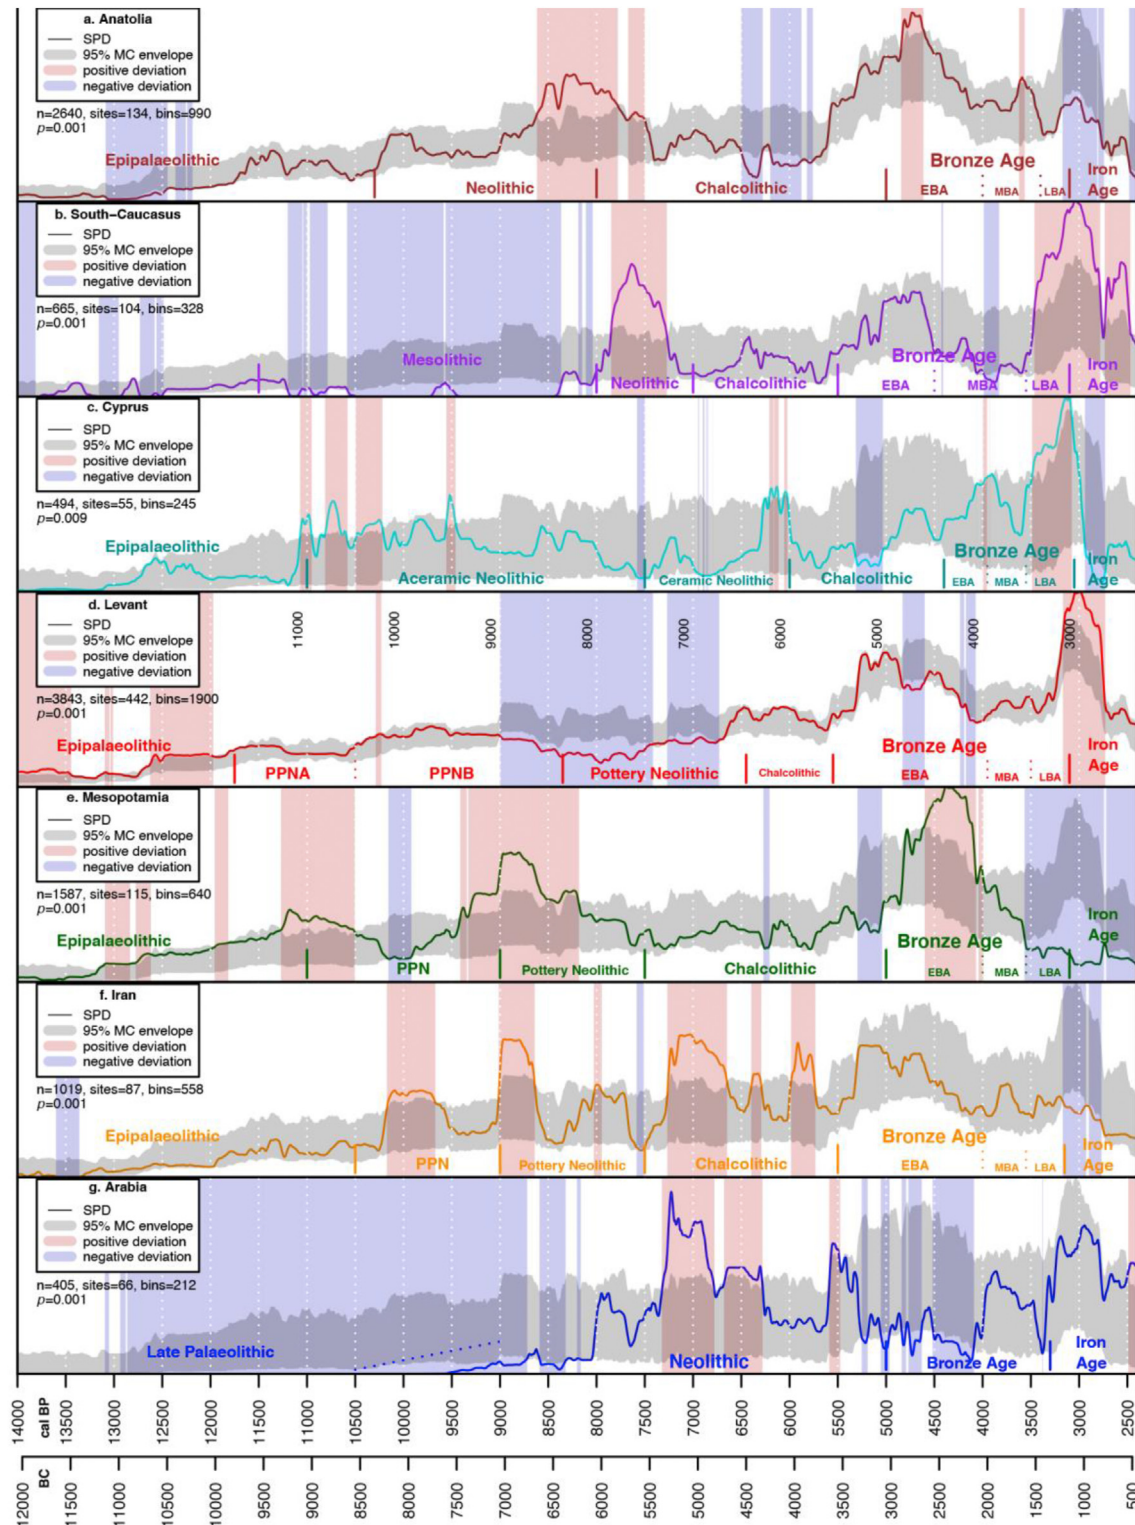 a. Anatolia
SPD
95% MC envelope
positive deviation
negative deviation
n=2640, sites=134, bins=990
p=0.001
Epipalaeolithic
Neolithic
Chalcolithic
Bronze Age
EBA
MBA
LBA
Iron
Age
b. South-Caucasus
SPD
95% MC envelope
positive deviation
negative deviation
n=665, sites=104, bins=328
p=0.001
Mesolithic
Neolithic
Chalcolithic
Bronze Age
EBA
MBA
LBA
Iron
Age
c. Cyprus
SPD
95% MC envelope
positive deviation
negative deviation
n=494, sites=55, bins=245
p=0.009
Epipalaeolithic
Aceramic Neolithic
Ceramic Neolithic
Chalcolithic
Bronze Age
EBA
MBA
LBA
Iron
Age
d. Levant
SPD
95% MC envelope
positive deviation
negative deviation
11000 10000 9000 8000 7000 6000 5000 4000 3000
n=3843, sites=442, bins=1900
p=0.001
Epipalaeolithic
PPNA
PPNB
Pottery Neolithic
Chalcolithic
Bronze Age
EBA
MBA
LBA
Iron
Age
e. Mesopotamia
SPD
95% MC envelope
positive deviation
negative deviation
n=1587, sites=115, bins=640
p=0.001
Epipalaeolithic
PPN
Pottery Neolithic
Chalcolithic
Bronze Age
EBA
MBA
LBA
Iron
Age
f. Iran
SPD
95% MC envelope
positive deviation
negative deviation
n=1019, sites=87, bins=558
p=0.001
Epipalaeolithic
PPN
Pottery Neolithic
Chalcolithic
Bronze Age
EBA
MBA
LBA
Iron
Age
g. Arabia
SPD
95% MC envelope
positive deviation
negative deviation
n=405, sites=66, bins=212
p=0.001
Late Palaeolithic
Neolithic
Bronze Age
Iron
Age
14000 cal BP 13500 13000 12500 12000 11500 11000 10500 10000 9500 9000 8500 8000 7500 7000 6500 6000 5500 5000 4500 4000 3500 3000 2500
12000 BC 11500 11000 10500 10000 9500 9000 8500 8000 7500 7000 6500 6000 5500 5000 4500 4000 3500 3000 2500 2000 1500 1000 500